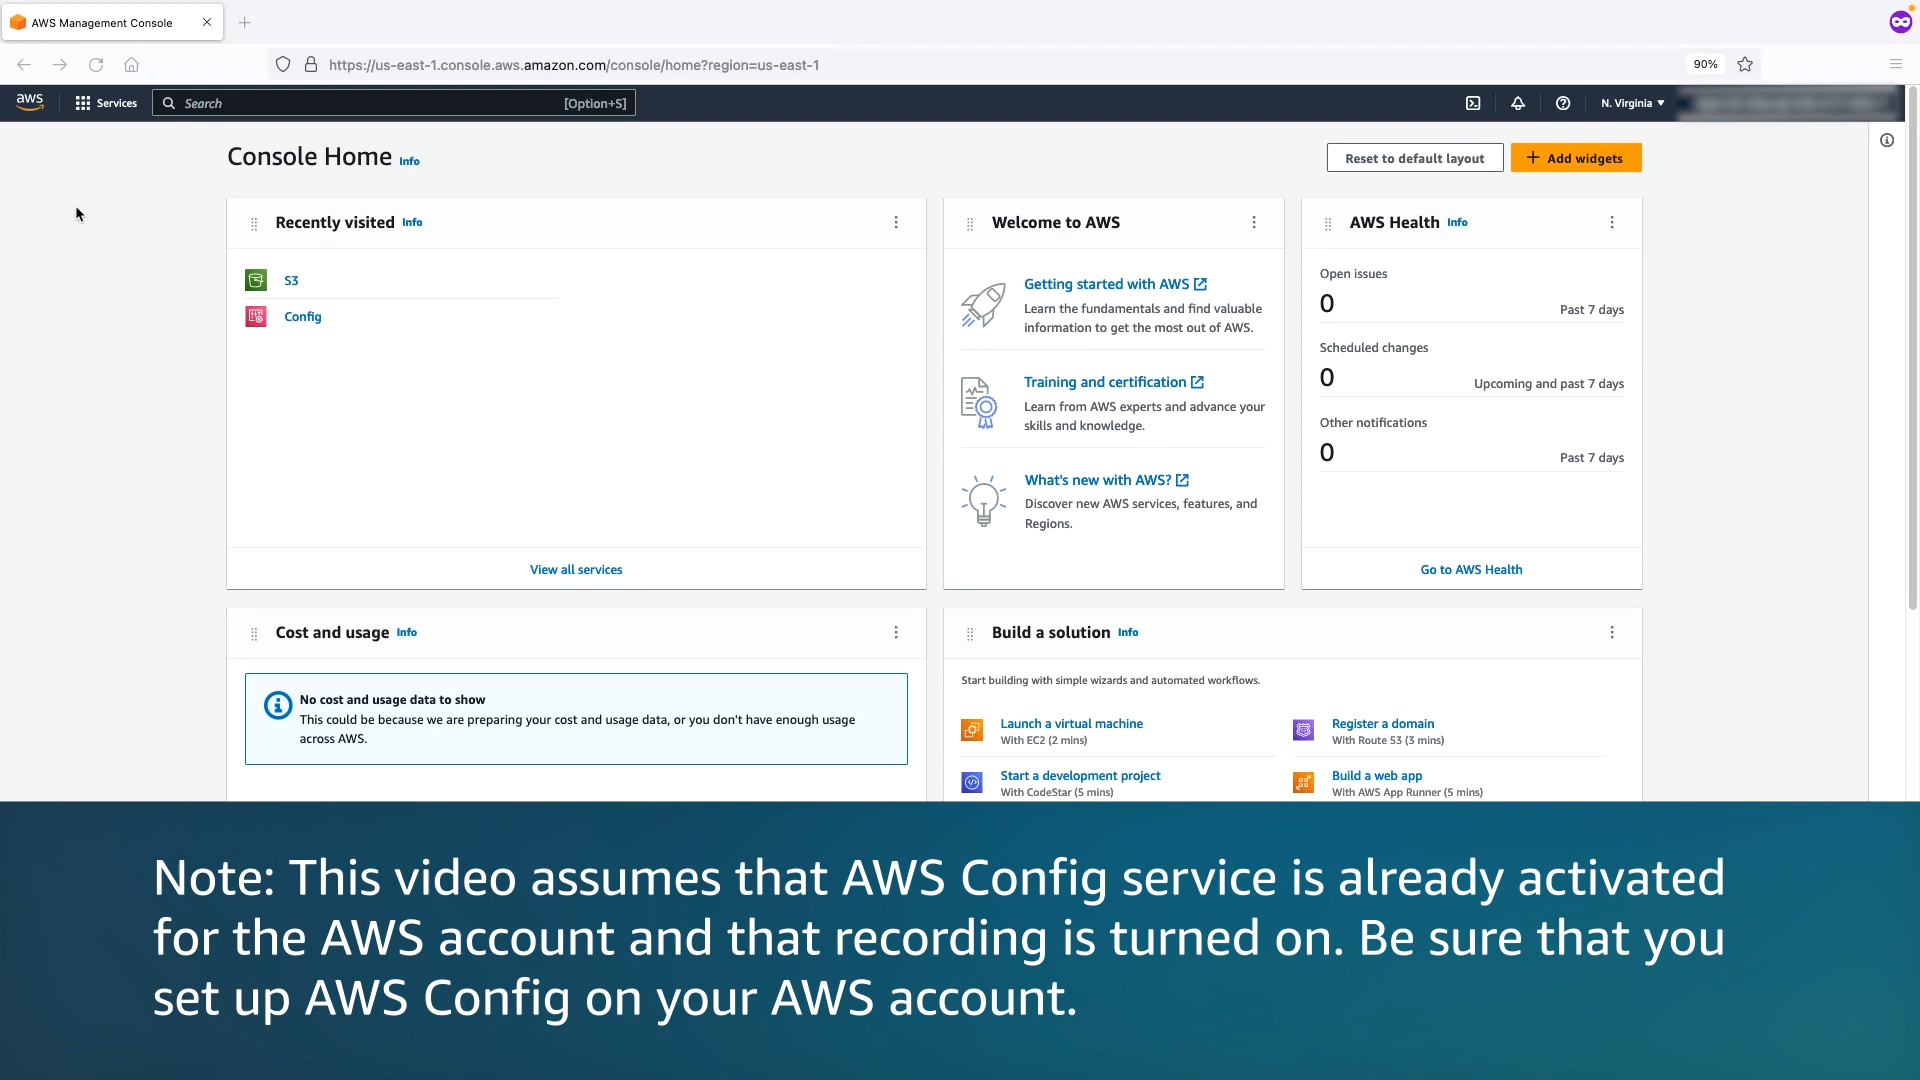 AWS Management Console
https://us-east-1.console.aws.amazon.com/console/home?region=us-east-1
90%
aws
Services
Search
[Option+S]
N. Virginia
Console Home Info
Reset to default layout
Add widgets
Recently visited Info
S3
Config
View all services
Welcome to AWS
Getting started with AWS
Learn the fundamentals and find valuable
information to get the most out of AWS.
Training and certification
Learn from AWS experts and advance your
skills and knowledge.
What's new with AWS?
Discover new AWS services, features, and
Regions.
AWS Health Info
Open issues
0
Past 7 days
Scheduled changes
0
Upcoming and past 7 days
Other notifications
0
Past 7 days
Go to AWS Health
Cost and usage Info
No cost and usage data to show
This could be because we are preparing your cost and usage data, or you don't have enough usage
across AWS.
Build a solution Info
Start building with simple wizards and automated workflows.
Launch a virtual machine
With EC2 (2 mins)
Register a domain
With Route 53 (3 mins)
Start a development project
With CodeStar (5 mins)
Build a web app
With AWS App Runner (5 mins)
Note: This video assumes that AWS Config service is already activated
for the AWS account and that recording is turned on. Be sure that you
set up AWS Config on your AWS account.